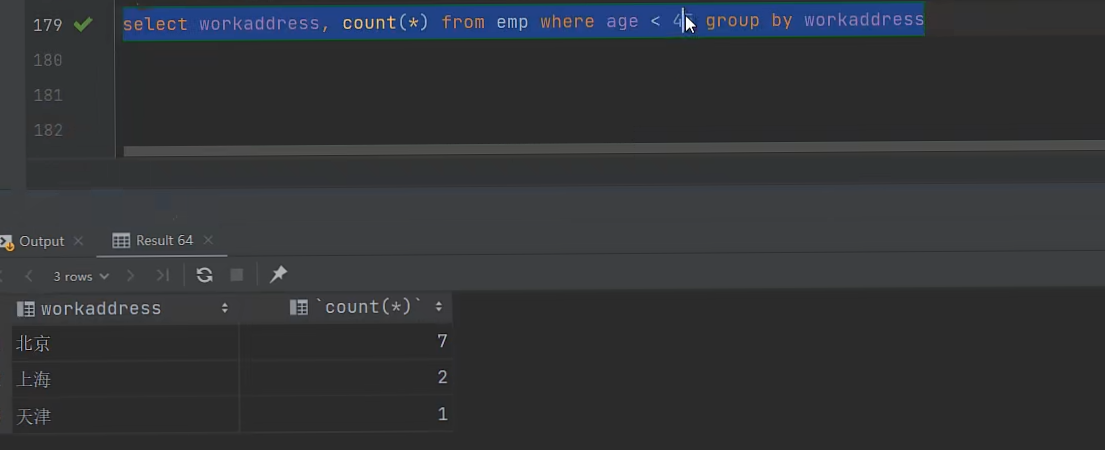 179 select workaddress, count(*) from emp where age < 4 group by workaddress
180
181
182
Output Result 64
3 rows
workaddress `count(*)`
北京 7
上海 2
天津 1